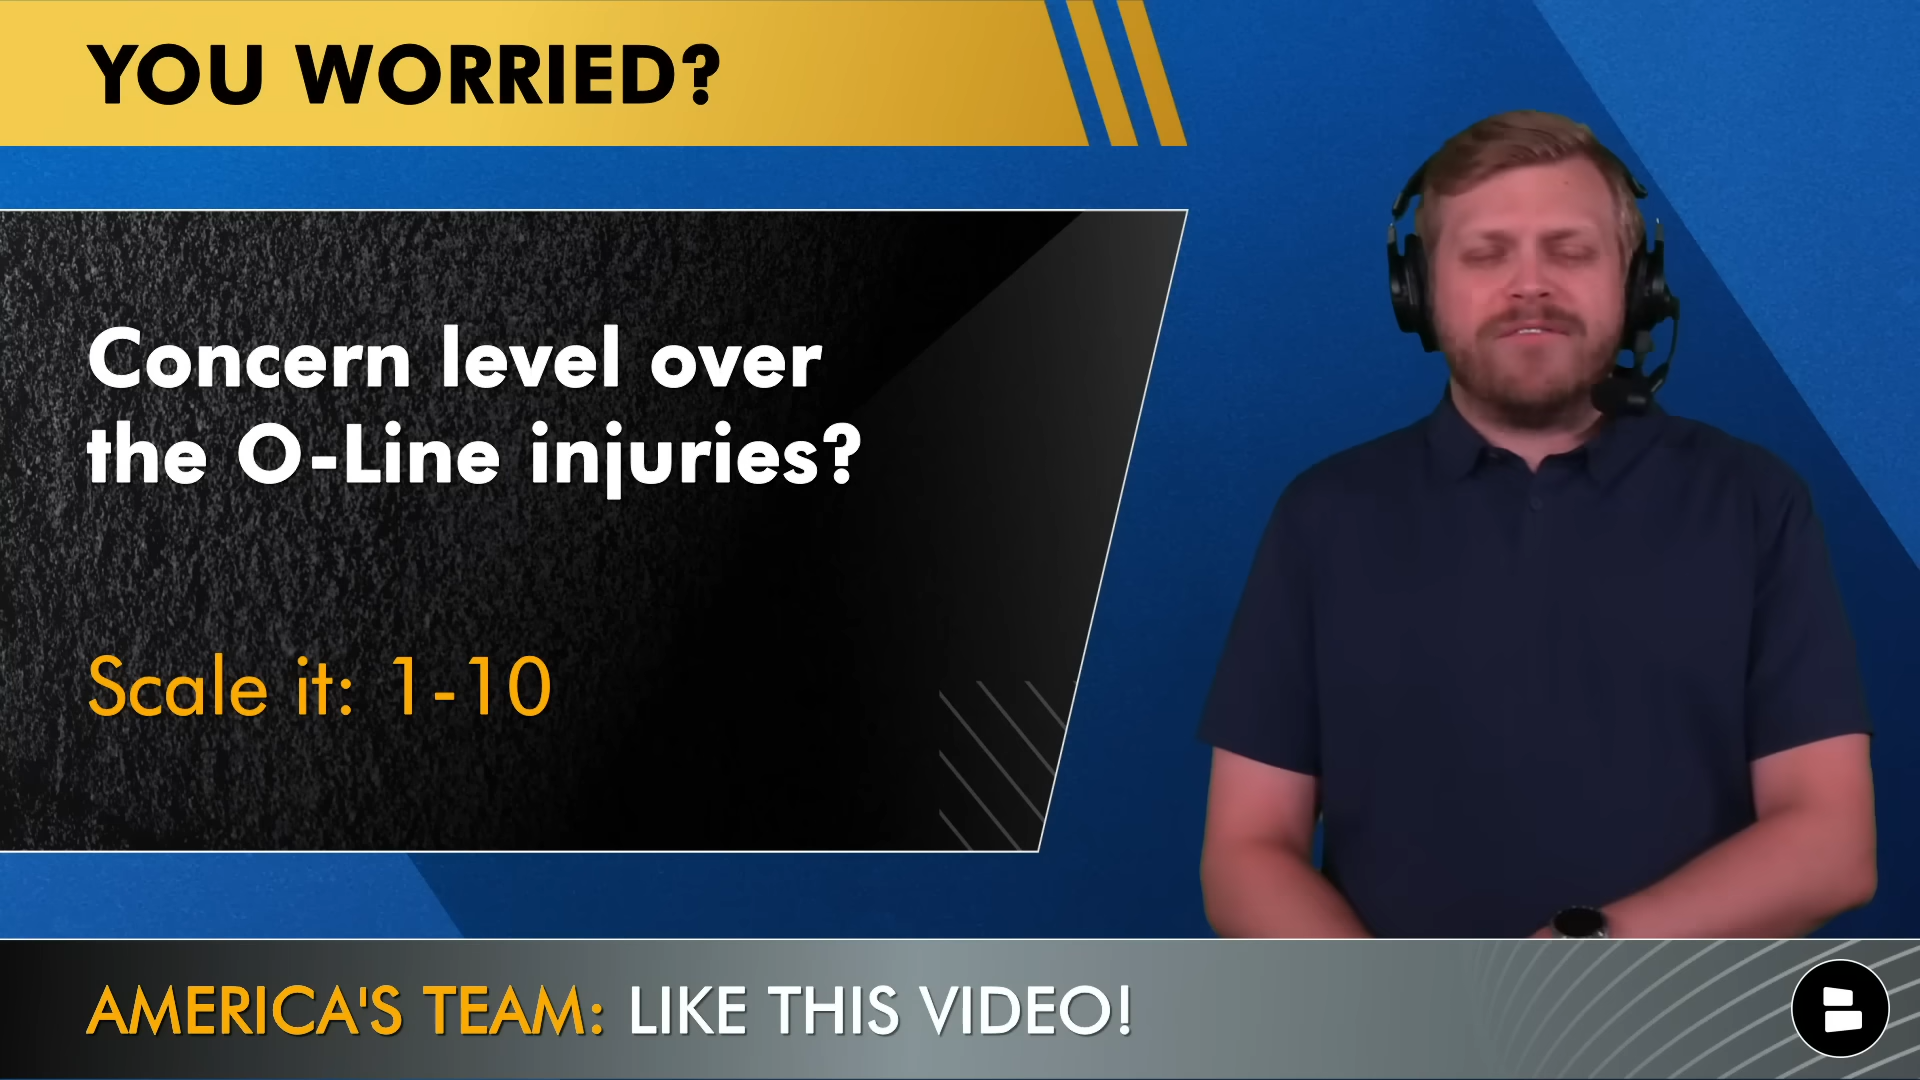 YOU WORRIED?
Concern level over
the O-Line injuries?
Scale it: 1-10
AMERICA'S TEAM: LIKE THIS VIDEO!